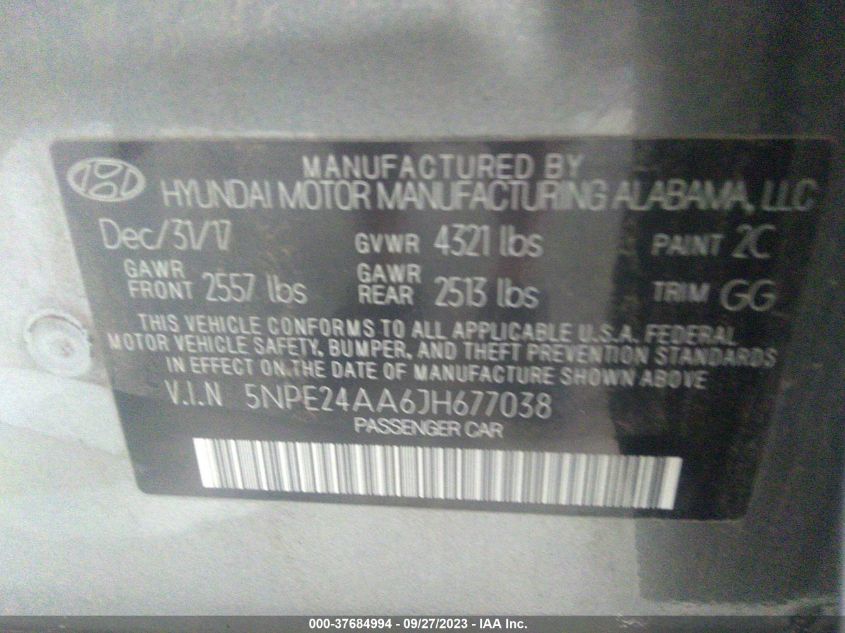 MANUFACTURED BY
HYUNDAI MOTOR MANUFACTURING ALABAMA, LLC
Dec/31/17 GVWR 4321 lbs PAINT 2C
GAWR FRONT 2557 lbs GAWR REAR 2513 lbs TRIM GG
THIS VEHICLE CONFORMS TO ALL APPLICABLE U.S.A. FEDERAL
MOTOR VEHICLE SAFETY, BUMPER, AND THEFT PREVENTION STANDARDS
IN EFFECT ON THE DATE OF MANUFACTURE SHOWN ABOVE
V.I.N 5NPE24AA6JH677038
PASSENGER CAR
000-37684994 - 09/27/2023 - IAA Inc.